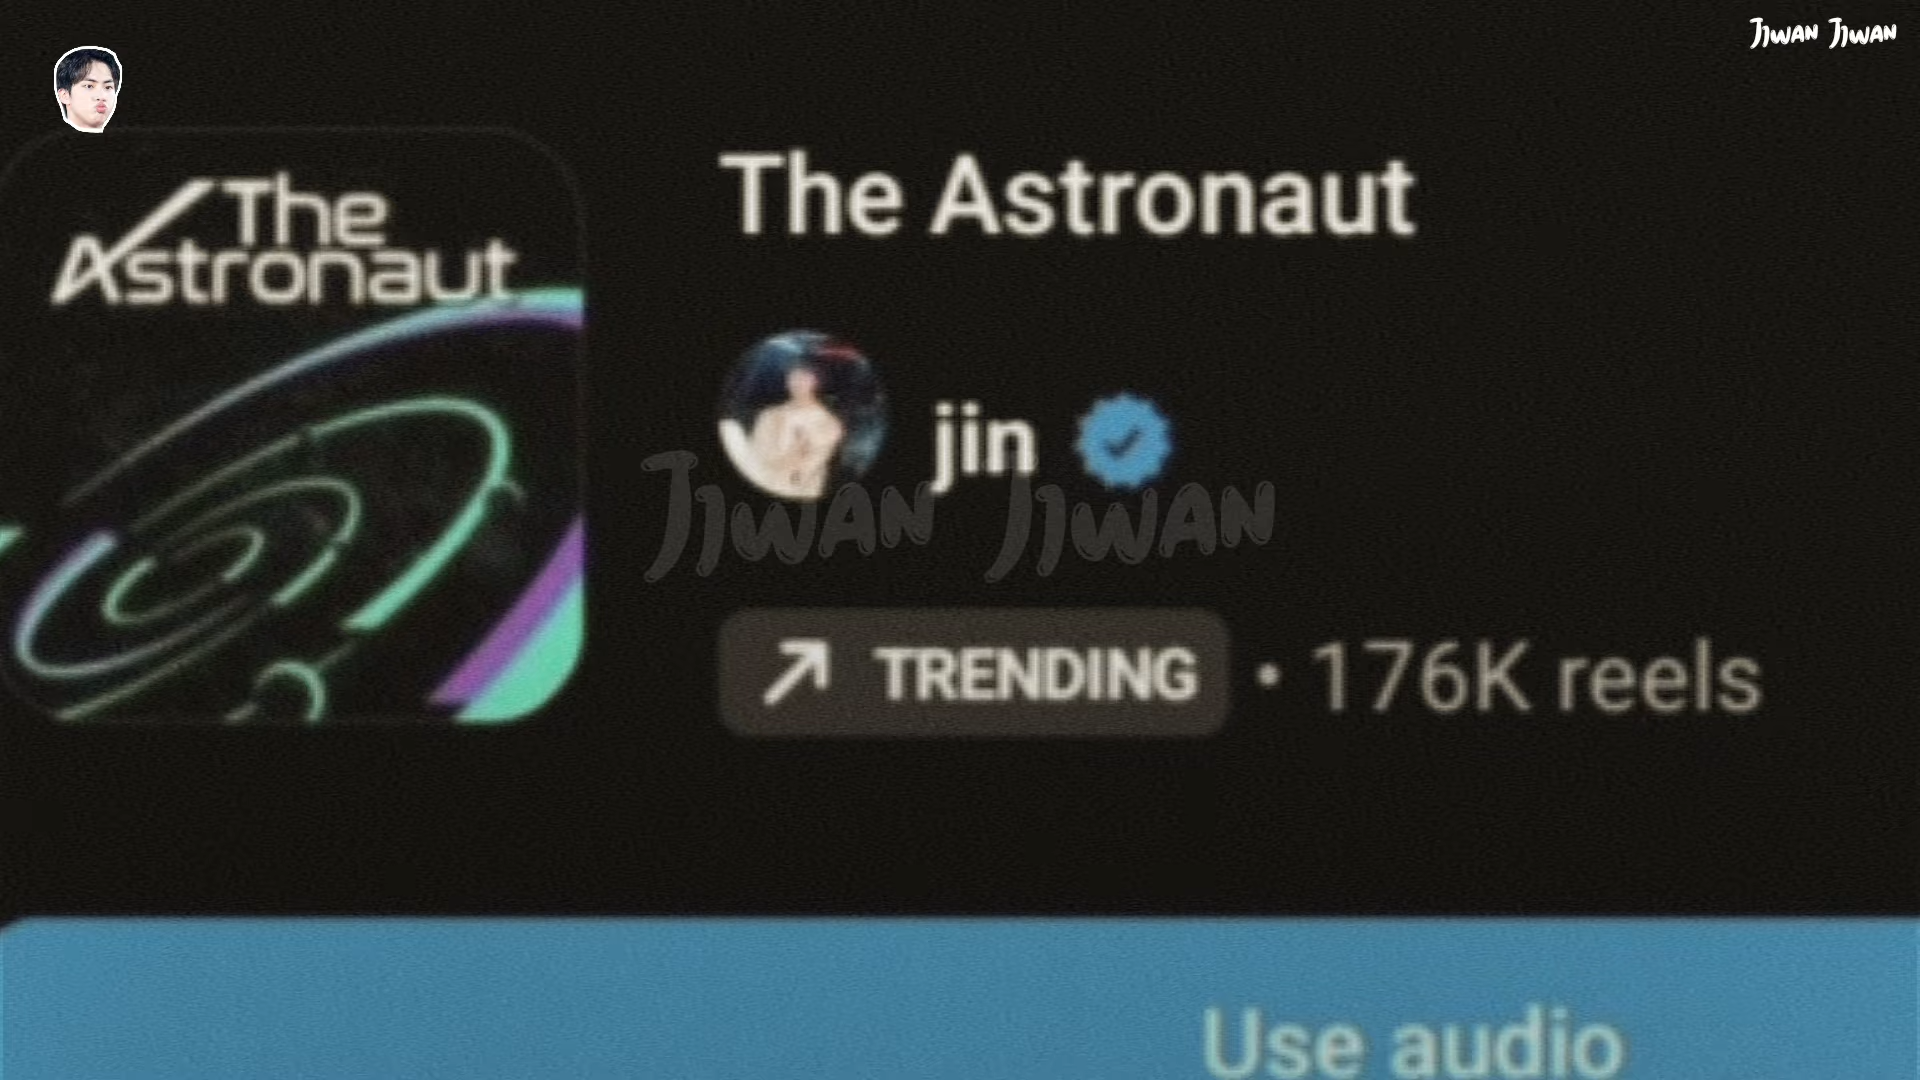 Jiwan Jiwan
The
Astronaut
The Astronaut
jin
Jiwan Jiwan
TRENDING • 176K reels
Use audio